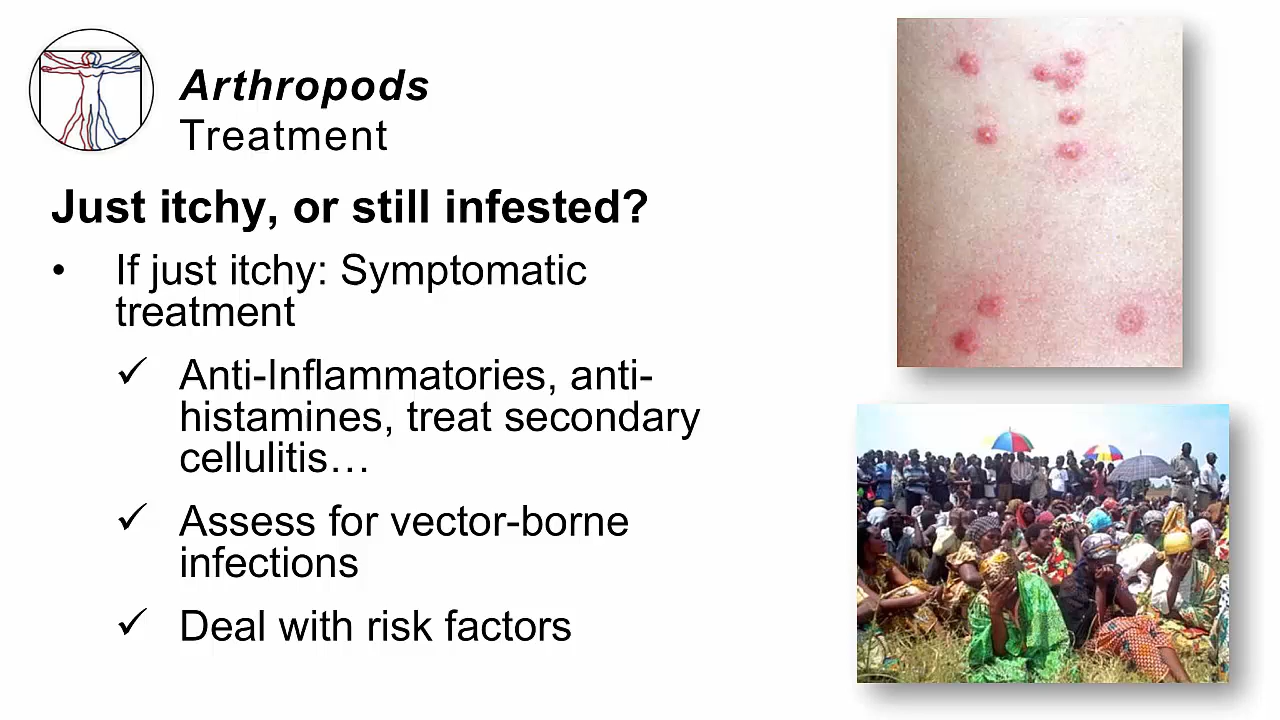 Arthropods
Treatment
Just itchy, or still infested?
• If just itchy: Symptomatic
treatment
✓ Anti-Inflammatories, anti-
histamines, treat secondary
cellulitis…
✓ Assess for vector-borne
infections
✓ Deal with risk factors